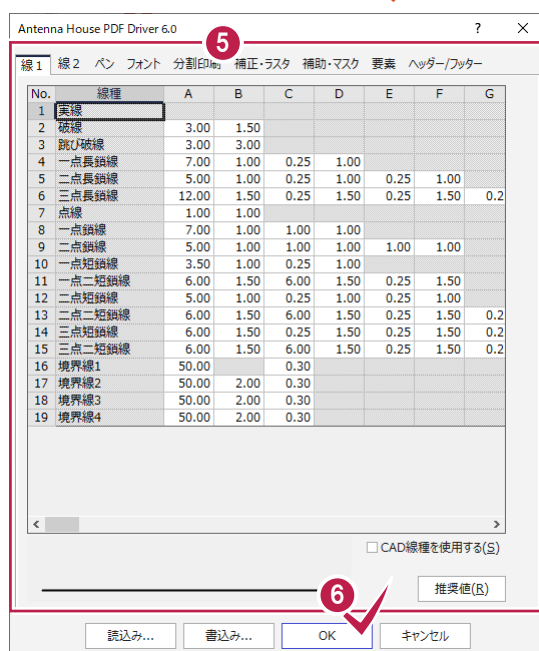 Antenna House PDF Driver 6.0 ? ×
5
線1 線2 ペン フォント 分割印刷 補正・ラスタ 補助・マスク 要素 ヘッダー/フッター
No. 線種 A B C D E F G
1 実線
2 破線 3.00 1.50
3 跳び破線 3.00 3.00
4 一点長鎖線 7.00 1.00 0.25 1.00
5 二点長鎖線 5.00 1.00 0.25 1.00 0.25 1.00
6 三点長鎖線 12.00 1.50 0.25 1.50 0.25 1.50 0.2
7 点線 1.00 1.00
8 一点鎖線 7.00 1.00 1.00 1.00
9 二点鎖線 5.00 1.00 1.00 1.00 1.00 1.00
10 一点短鎖線 3.50 1.00 0.25 1.00
11 一点二短鎖線 6.00 1.50 6.00 1.50 0.25 1.50
12 二点短鎖線 5.00 1.00 0.25 1.00 0.25 1.00
13 二点二短鎖線 6.00 1.50 6.00 1.50 0.25 1.50 0.2
14 三点短鎖線 6.00 1.50 0.25 1.50 0.25 1.50 0.2
15 三点二短鎖線 6.00 1.50 6.00 1.50 0.25 1.50 0.2
16 境界線1 50.00 0.30
17 境界線2 50.00 2.00 0.30
18 境界線3 50.00 2.00 0.30
19 境界線4 50.00 2.00 0.30
CAD線種を使用する(S)
6
推奨値(R)
読込み... 書込み... OK キャンセル